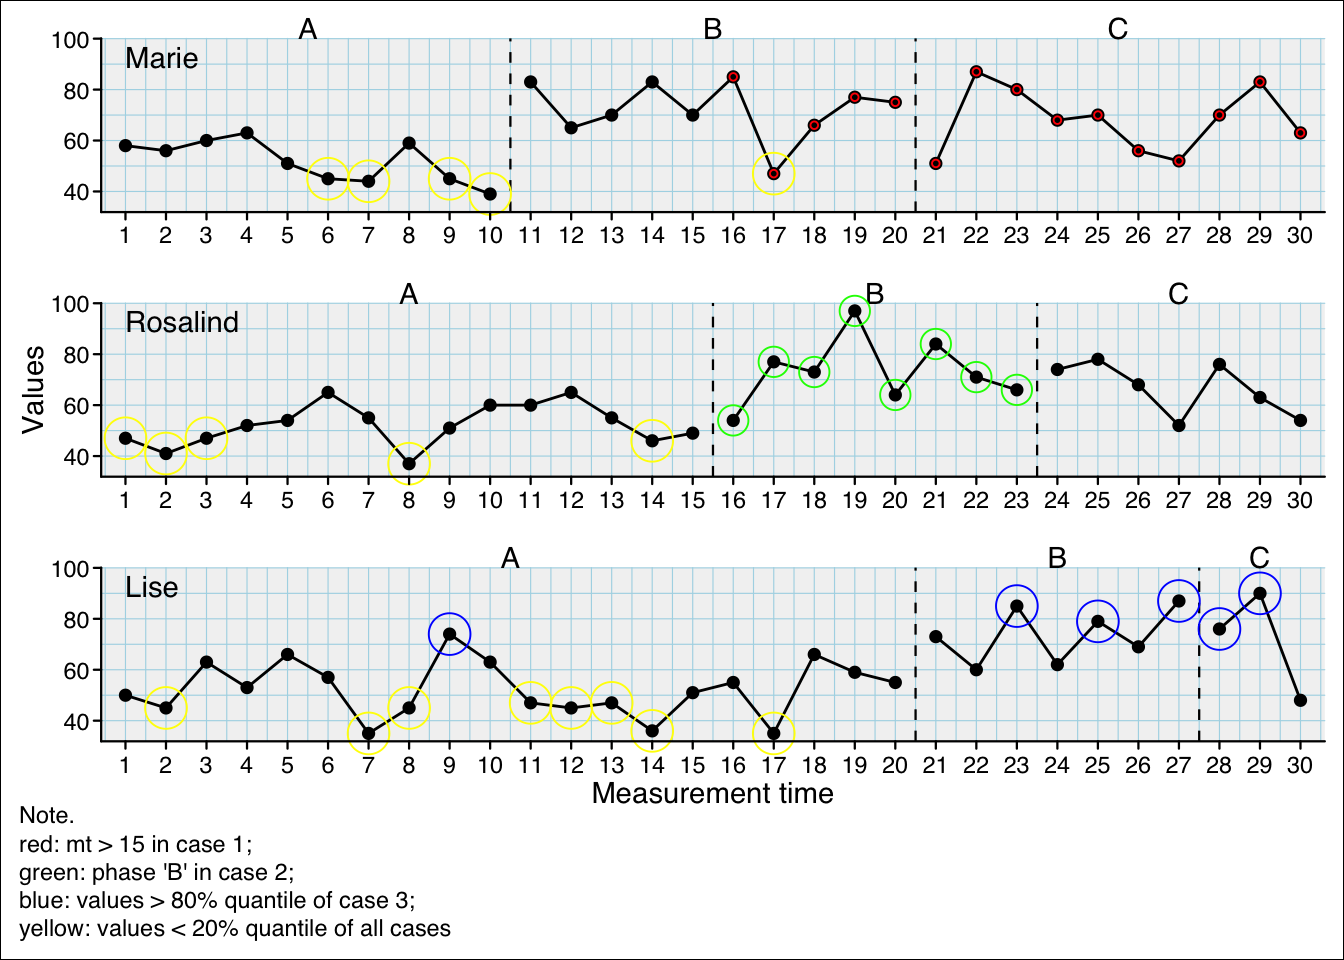 A B C
100
Marie
80
60
40
1 2 3 4 5 6 7 8 9 10 11 12 13 14 15 16 17 18 19 20 21 22 23 24 25 26 27 28 29 30
A B C
100
Rosalind
80
60
40
Values
1 2 3 4 5 6 7 8 9 10 11 12 13 14 15 16 17 18 19 20 21 22 23 24 25 26 27 28 29 30
A B C
100
Lise
80
60
40
1 2 3 4 5 6 7 8 9 10 11 12 13 14 15 16 17 18 19 20 21 22 23 24 25 26 27 28 29 30
Measurement time
Note.
red: mt > 15 in case 1;
green: phase 'B' in case 2;
blue: values > 80% quantile of case 3;
yellow: values < 20% quantile of all cases